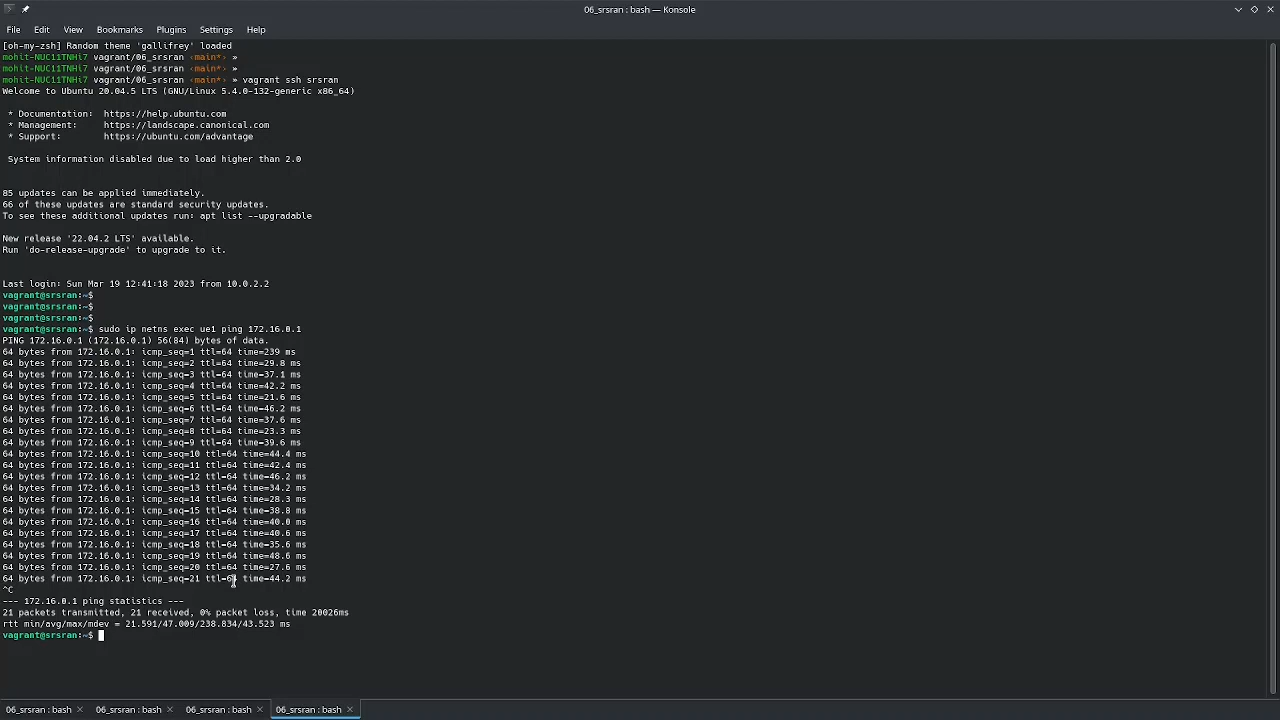 06_srsran : bash — Konsole
File Edit View Bookmarks Plugins Settings Help
[oh-my-zsh] Random theme 'gallifrey' loaded
mohit-NUC11TNHi7 vagrant/06_srsran ‹main*› »
mohit-NUC11TNHi7 vagrant/06_srsran ‹main*› »
mohit-NUC11TNHi7 vagrant/06_srsran ‹main*› » vagrant ssh srsran
Welcome to Ubuntu 20.04.5 LTS (GNU/Linux 5.4.0-132-generic x86_64)
* Documentation: https://help.ubuntu.com
* Management: https://landscape.canonical.com
* Support: https://ubuntu.com/advantage
System information disabled due to load higher than 2.0
85 updates can be applied immediately.
66 of these updates are standard security updates.
To see these additional updates run: apt list --upgradable
New release '22.04.2 LTS' available.
Run 'do-release-upgrade' to upgrade to it.
Last login: Sun Mar 19 12:41:18 2023 from 10.0.2.2
vagrant@srsran:~$
vagrant@srsran:~$
vagrant@srsran:~$
vagrant@srsran:~$ sudo ip netns exec ue1 ping 172.16.0.1
PING 172.16.0.1 (172.16.0.1) 56(84) bytes of data.
64 bytes from 172.16.0.1: icmp_seq=1 ttl=64 time=239 ms
64 bytes from 172.16.0.1: icmp_seq=2 ttl=64 time=29.8 ms
64 bytes from 172.16.0.1: icmp_seq=3 ttl=64 time=37.1 ms
64 bytes from 172.16.0.1: icmp_seq=4 ttl=64 time=42.2 ms
64 bytes from 172.16.0.1: icmp_seq=5 ttl=64 time=21.6 ms
64 bytes from 172.16.0.1: icmp_seq=6 ttl=64 time=46.2 ms
64 bytes from 172.16.0.1: icmp_seq=7 ttl=64 time=37.6 ms
64 bytes from 172.16.0.1: icmp_seq=8 ttl=64 time=23.3 ms
64 bytes from 172.16.0.1: icmp_seq=9 ttl=64 time=39.6 ms
64 bytes from 172.16.0.1: icmp_seq=10 ttl=64 time=44.4 ms
64 bytes from 172.16.0.1: icmp_seq=11 ttl=64 time=42.4 ms
64 bytes from 172.16.0.1: icmp_seq=12 ttl=64 time=46.2 ms
64 bytes from 172.16.0.1: icmp_seq=13 ttl=64 time=34.2 ms
64 bytes from 172.16.0.1: icmp_seq=14 ttl=64 time=28.3 ms
64 bytes from 172.16.0.1: icmp_seq=15 ttl=64 time=38.8 ms
64 bytes from 172.16.0.1: icmp_seq=16 ttl=64 time=40.0 ms
64 bytes from 172.16.0.1: icmp_seq=17 ttl=64 time=40.6 ms
64 bytes from 172.16.0.1: icmp_seq=18 ttl=64 time=35.6 ms
64 bytes from 172.16.0.1: icmp_seq=19 ttl=64 time=48.6 ms
64 bytes from 172.16.0.1: icmp_seq=20 ttl=64 time=27.6 ms
64 bytes from 172.16.0.1: icmp_seq=21 ttl=64 time=44.2 ms
^C
--- 172.16.0.1 ping statistics ---
21 packets transmitted, 21 received, 0% packet loss, time 20026ms
rtt min/avg/max/mdev = 21.591/47.009/238.834/43.523 ms
vagrant@srsran:~$
06_srsran : bash 06_srsran : bash 06_srsran : bash 06_srsran : bash